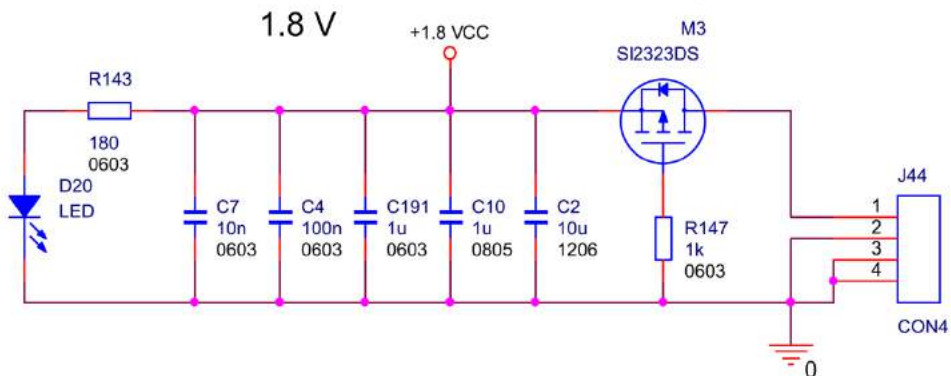 1.8 V
+1.8 VCC
M3
SI2323DS
R143
180
0603
D20
LED
C7
10n
0603
C4
100n
0603
C191
1u
0603
C10
1u
0805
C2
10u
1206
R147
1k
0603
J44
1
2
3
4
CON4
0